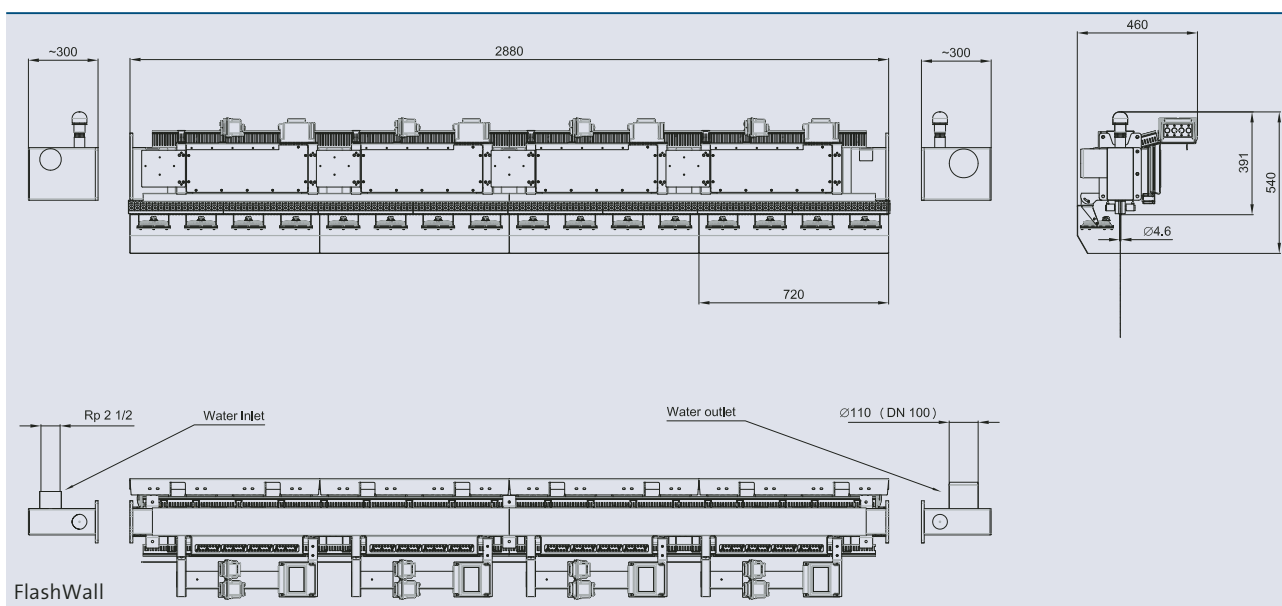 ~300
2880
~300
460
391
540
Ø4.6
720
Rp 2 1/2
Water Inlet
Water outlet
Ø110 ( DN 100 )
FlashWall